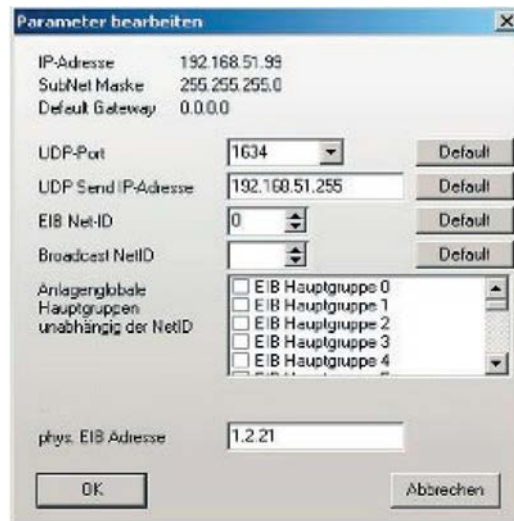 Parameter bearbeiten
IP-Adresse 192.168.51.99
SubNet Maske 255.255.255.0
Default Gateway 0.0.0.0
UDP-Port 1634 Default
UDP Send IP-Adresse 192.168.51.255 Default
EIB Net-ID 0 Default
Broadcast NetID Default
Anlagenglobale
Hauptgruppen
unabhängig der NetID
EIB Hauptgruppe 0
EIB Hauptgruppe 1
EIB Hauptgruppe 2
EIB Hauptgruppe 3
EIB Hauptgruppe 4
phys. EIB Adresse 1.2.21
OK Abbrechen